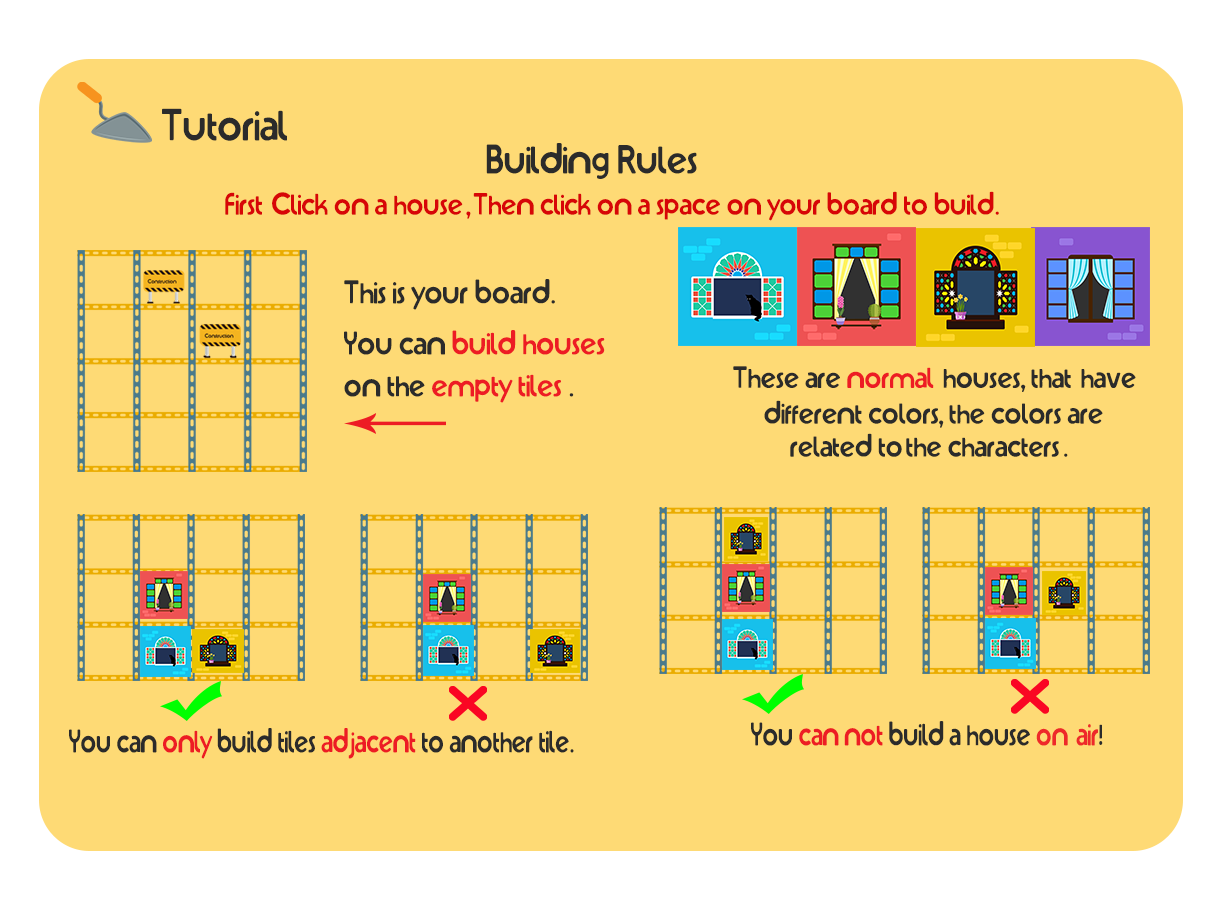 Tutorial
Building Rules
First Click on a house, Then click on a space on your board to build.
Construction
Construction
This is your board.
You can build houses
on the empty tiles .
These are normal houses, that have
different colors, the colors are
related to the characters .
You can only build tiles adjacent to another tile.
You can not build a house on air!